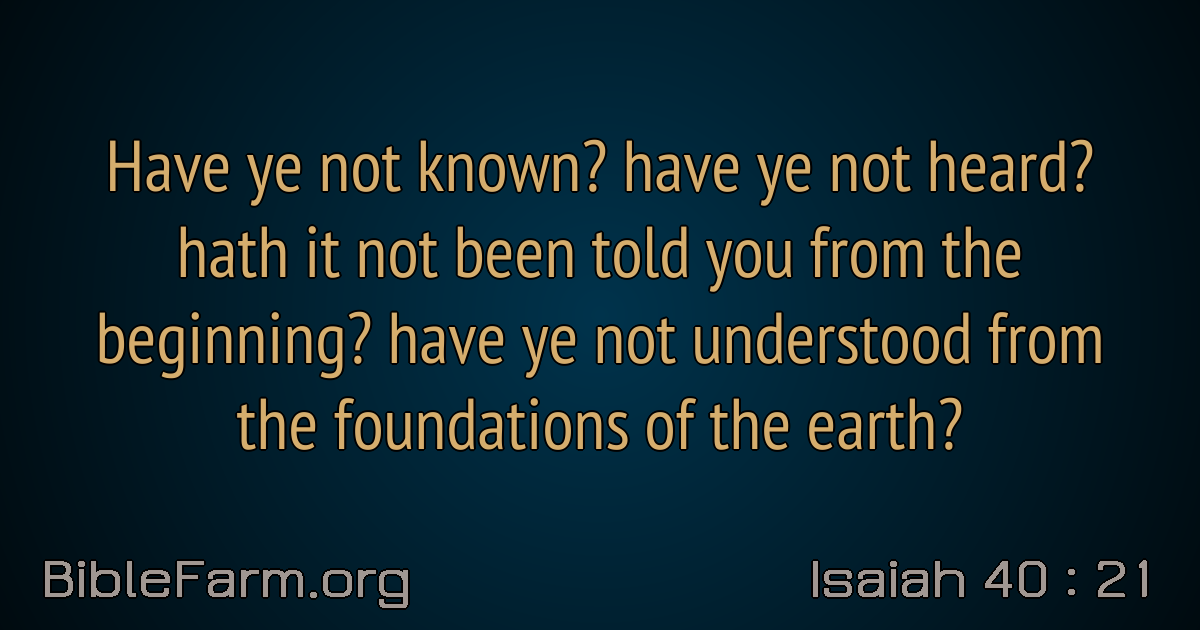 Have ye not known? have ye not heard?
hath it not been told you from the
beginning? have ye not understood from
the foundations of the earth?
BibleFarm.org
Isaiah 40 : 21